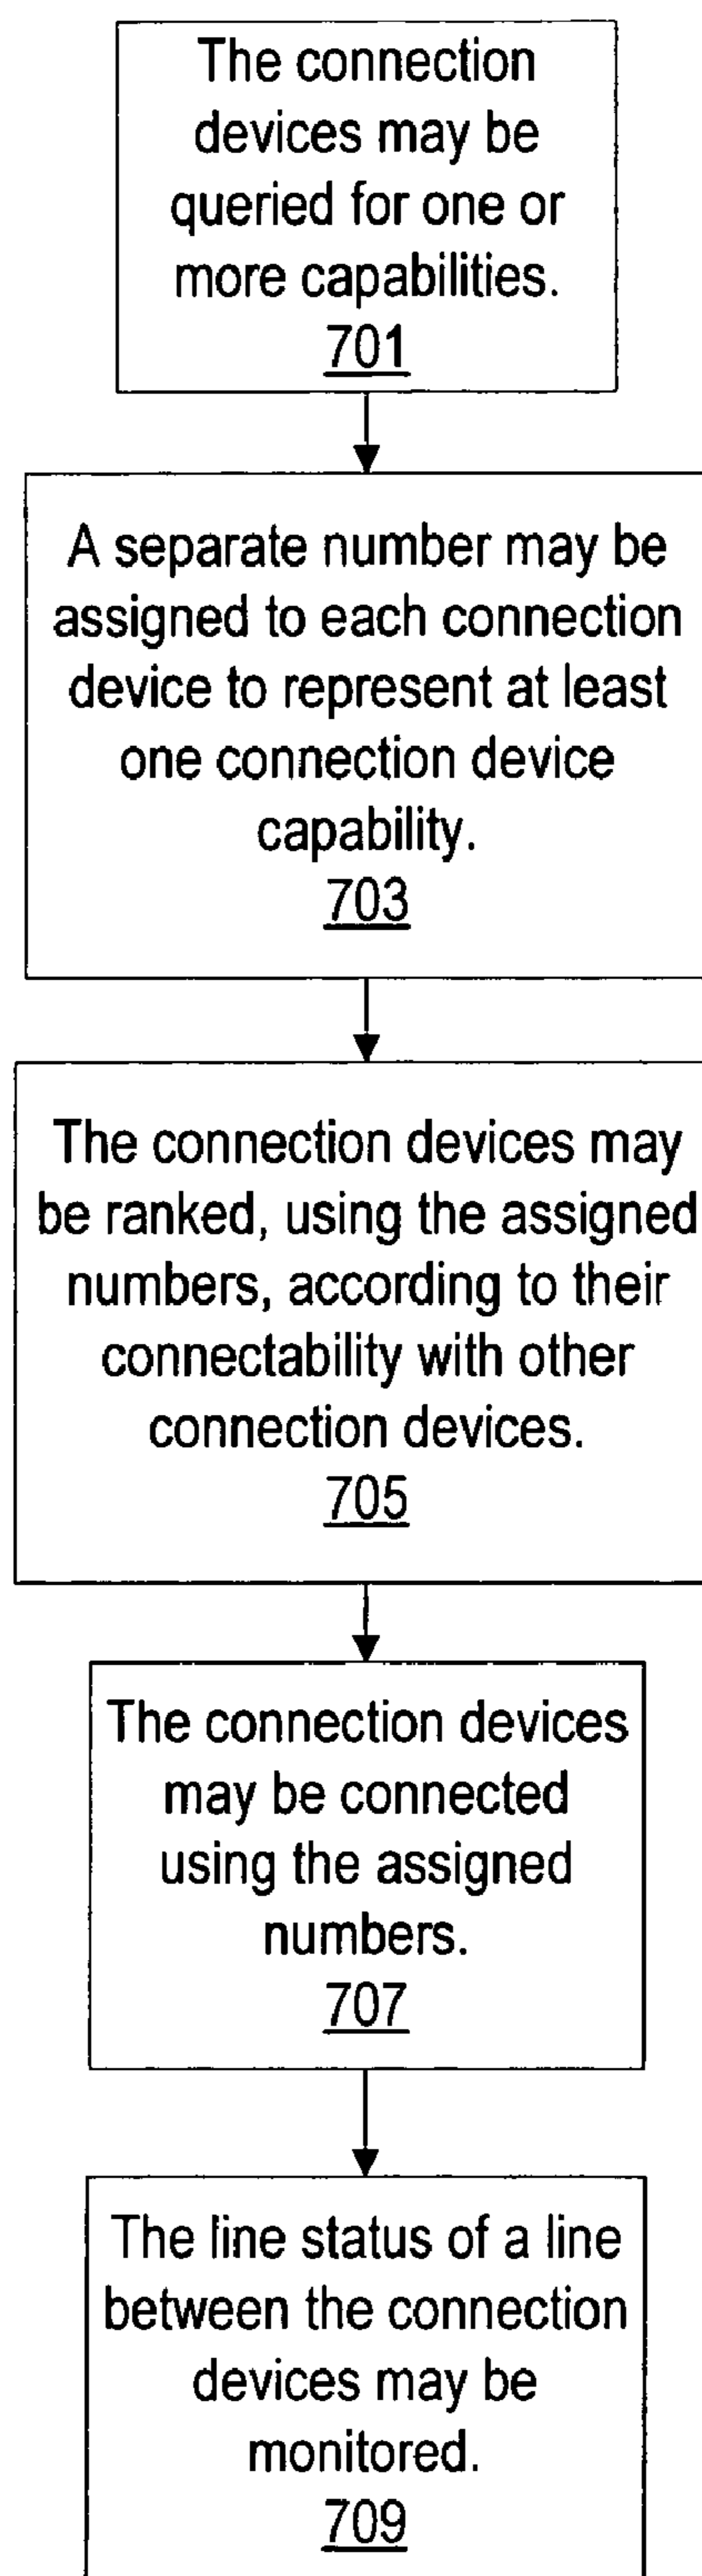 The connection
devices may be
queried for one or
more capabilities.
701
A separate number may be
assigned to each connection
device to represent at least
one connection device
capability.
703
The connection devices may
be ranked, using the assigned
numbers, according to their
connectability with other
connection devices.
705
The connection devices
may be connected
using the assigned
numbers.
707
The line status of a line
between the connection
devices may be
monitored.
709